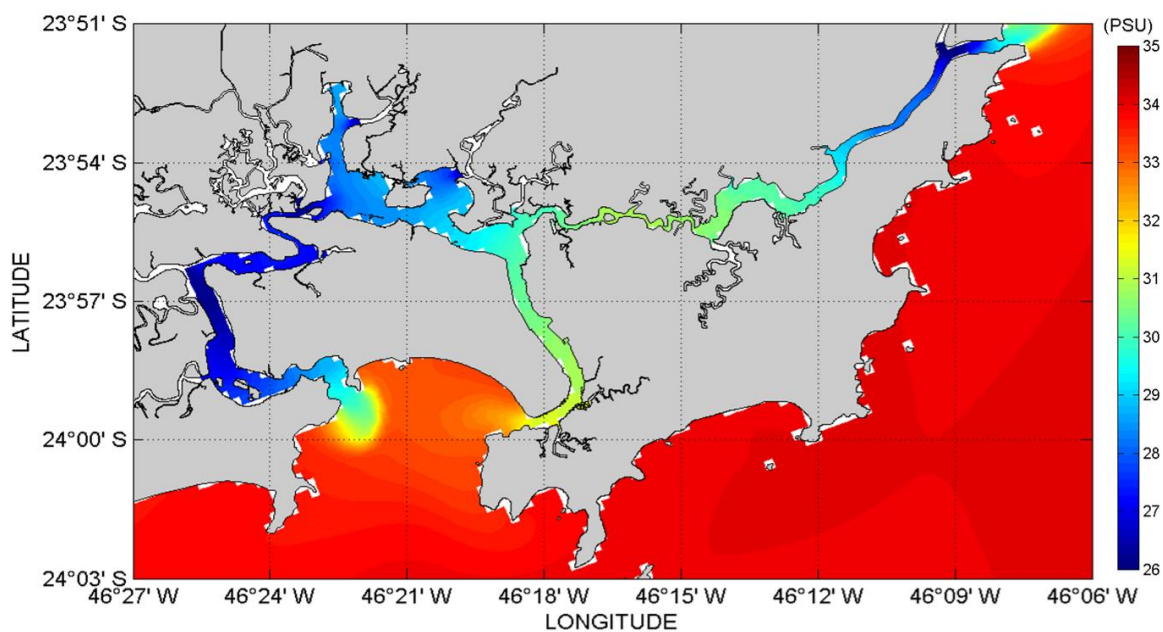 23°51' S
(PSU)
35
34
33
32
31
30
29
28
27
26
23°54' S
23°57' S
24°00' S
24°03' S
LATITUDE
46°27' W 46°24' W 46°21' W 46°18' W 46°15' W 46°12' W 46°09' W 46°06' W
LONGITUDE